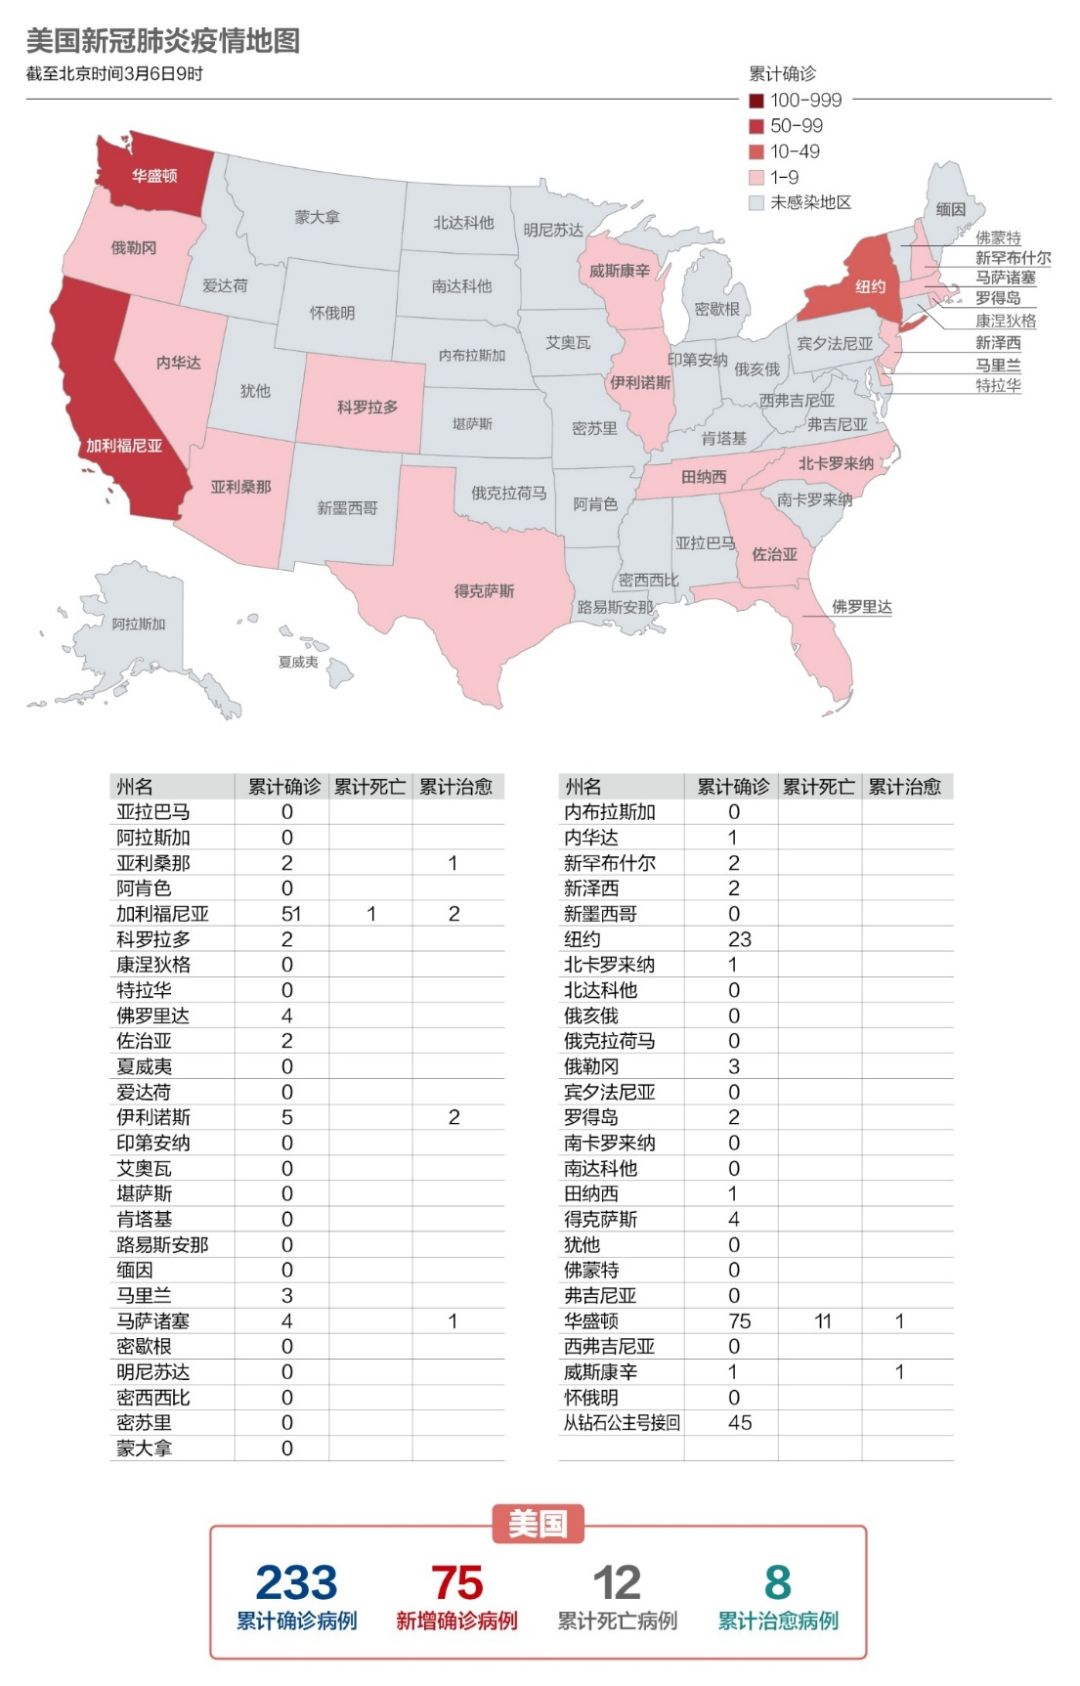 美国新冠肺炎疫情地图
截至北京时间3月6日9时
累计确诊
100-999
50-99
10-49
1-9
未感染地区
华盛顿
蒙大拿
北达科他
明尼苏达
缅因
俄勒冈
佛蒙特
新罕布什尔
威斯康辛
马萨诸塞
爱达荷
南达科他
纽约
罗得岛
怀俄明
密歇根
康涅狄格
艾奥瓦
宾夕法尼亚
新泽西
内华达
内布拉斯加
印第安纳
俄亥俄
马里兰
犹他
伊利诺斯
特拉华
科罗拉多
西弗吉尼亚
堪萨斯
密苏里
弗吉尼亚
加利福尼亚
肯塔基
北卡罗来纳
亚利桑那
田纳西
新墨西哥
俄克拉荷马
阿肯色
南卡罗来纳
亚拉巴马
佐治亚
得克萨斯
密西西比
路易斯安那
佛罗里达
阿拉斯加
夏威夷
州名 累计确诊 累计死亡 累计治愈
亚拉巴马 0
阿拉斯加 0
亚利桑那 2 1
阿肯色 0
加利福尼亚 51 1 2
科罗拉多 2
康涅狄格 0
特拉华 0
佛罗里达 4
佐治亚 2
夏威夷 0
爱达荷 0
伊利诺斯 5 2
印第安纳 0
艾奥瓦 0
堪萨斯 0
肯塔基 0
路易斯安那 0
缅因 0
马里兰 3
马萨诸塞 4 1
密歇根 0
明尼苏达 0
密西西比 0
密苏里 0
蒙大拿 0
州名 累计确诊 累计死亡 累计治愈
内布拉斯加 0
内华达 1
新罕布什尔 2
新泽西 2
新墨西哥 0
纽约 23
北卡罗来纳 1
北达科他 0
俄亥俄 0
俄克拉荷马 0
俄勒冈 3
宾夕法尼亚 0
罗得岛 2
南卡罗来纳 0
南达科他 0
田纳西 1
得克萨斯 4
犹他 0
佛蒙特 0
弗吉尼亚 0
华盛顿 75 11 1
西弗吉尼亚 0
威斯康辛 1 1
怀俄明 0
从钻石公主号接回 45
美国
233 75 12 8
累计确诊病例 新增确诊病例 累计死亡病例 累计治愈病例